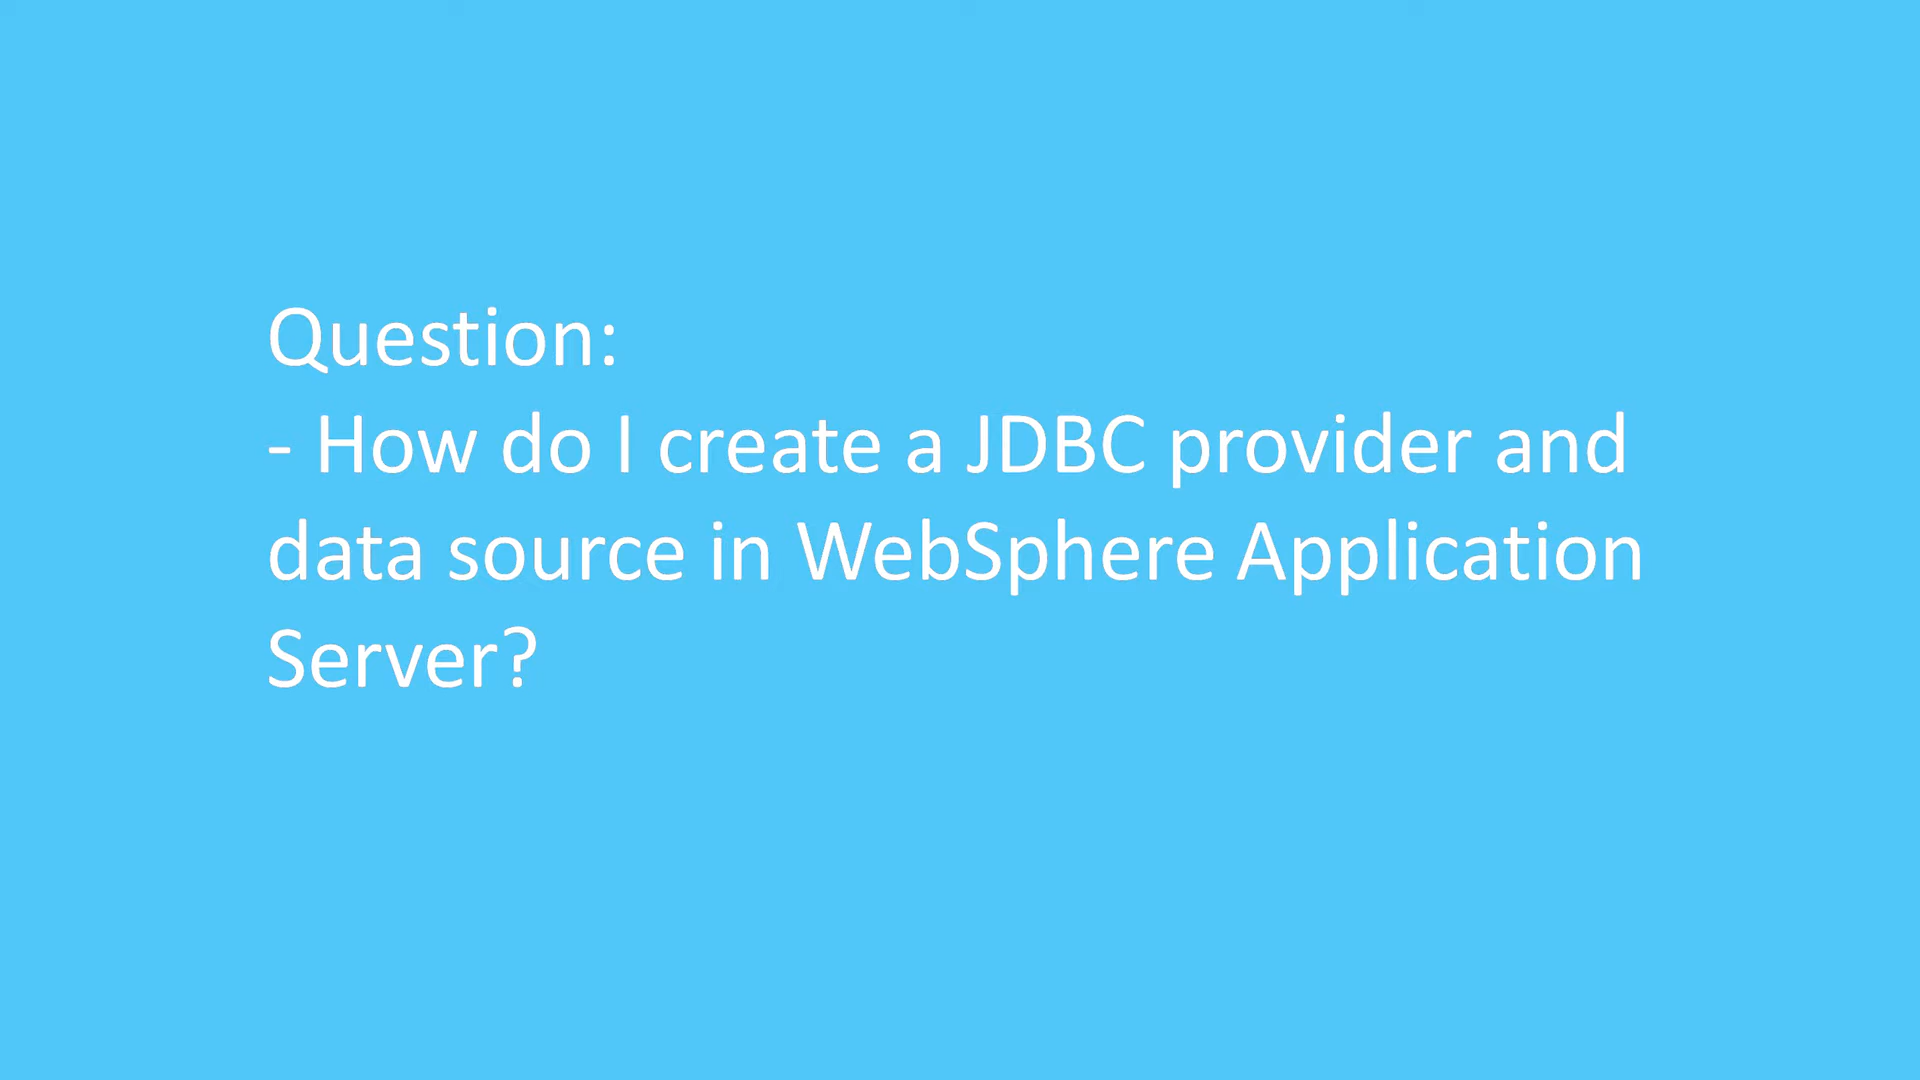 Question:
- How do I create a JDBC provider and
data source in WebSphere Application
Server?